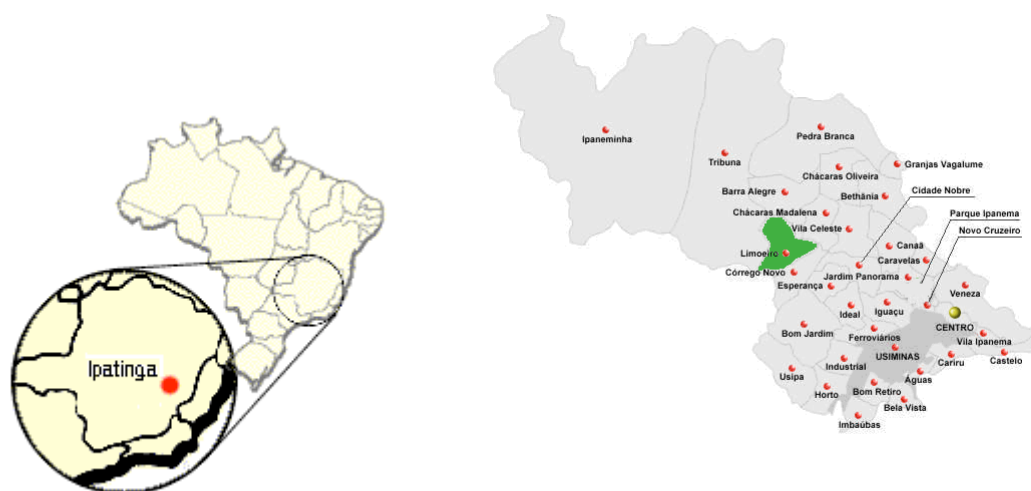 Ipatinga
Ipaneminha
Pedra Branca
Tribuna
Granjas Vagalume
Chácaras Oliveira
Barra Alegre
Bethânia
Cidade Nobre
Chácaras Madalena
Parque Ipanema
Vila Celeste
Novo Cruzeiro
Canaã
Limoeiro
Caravelas
Córrego Novo
Jardim Panorama
Esperança
Veneza
Iguaçu
Ideal
CENTRO
Bom Jardim
Ferroviários
Vila Ipanema
USIMINAS
Castelo
Industrial
Cariru
Usipa
Águas
Horto
Bom Retiro
Bela Vista
Imbaúbas